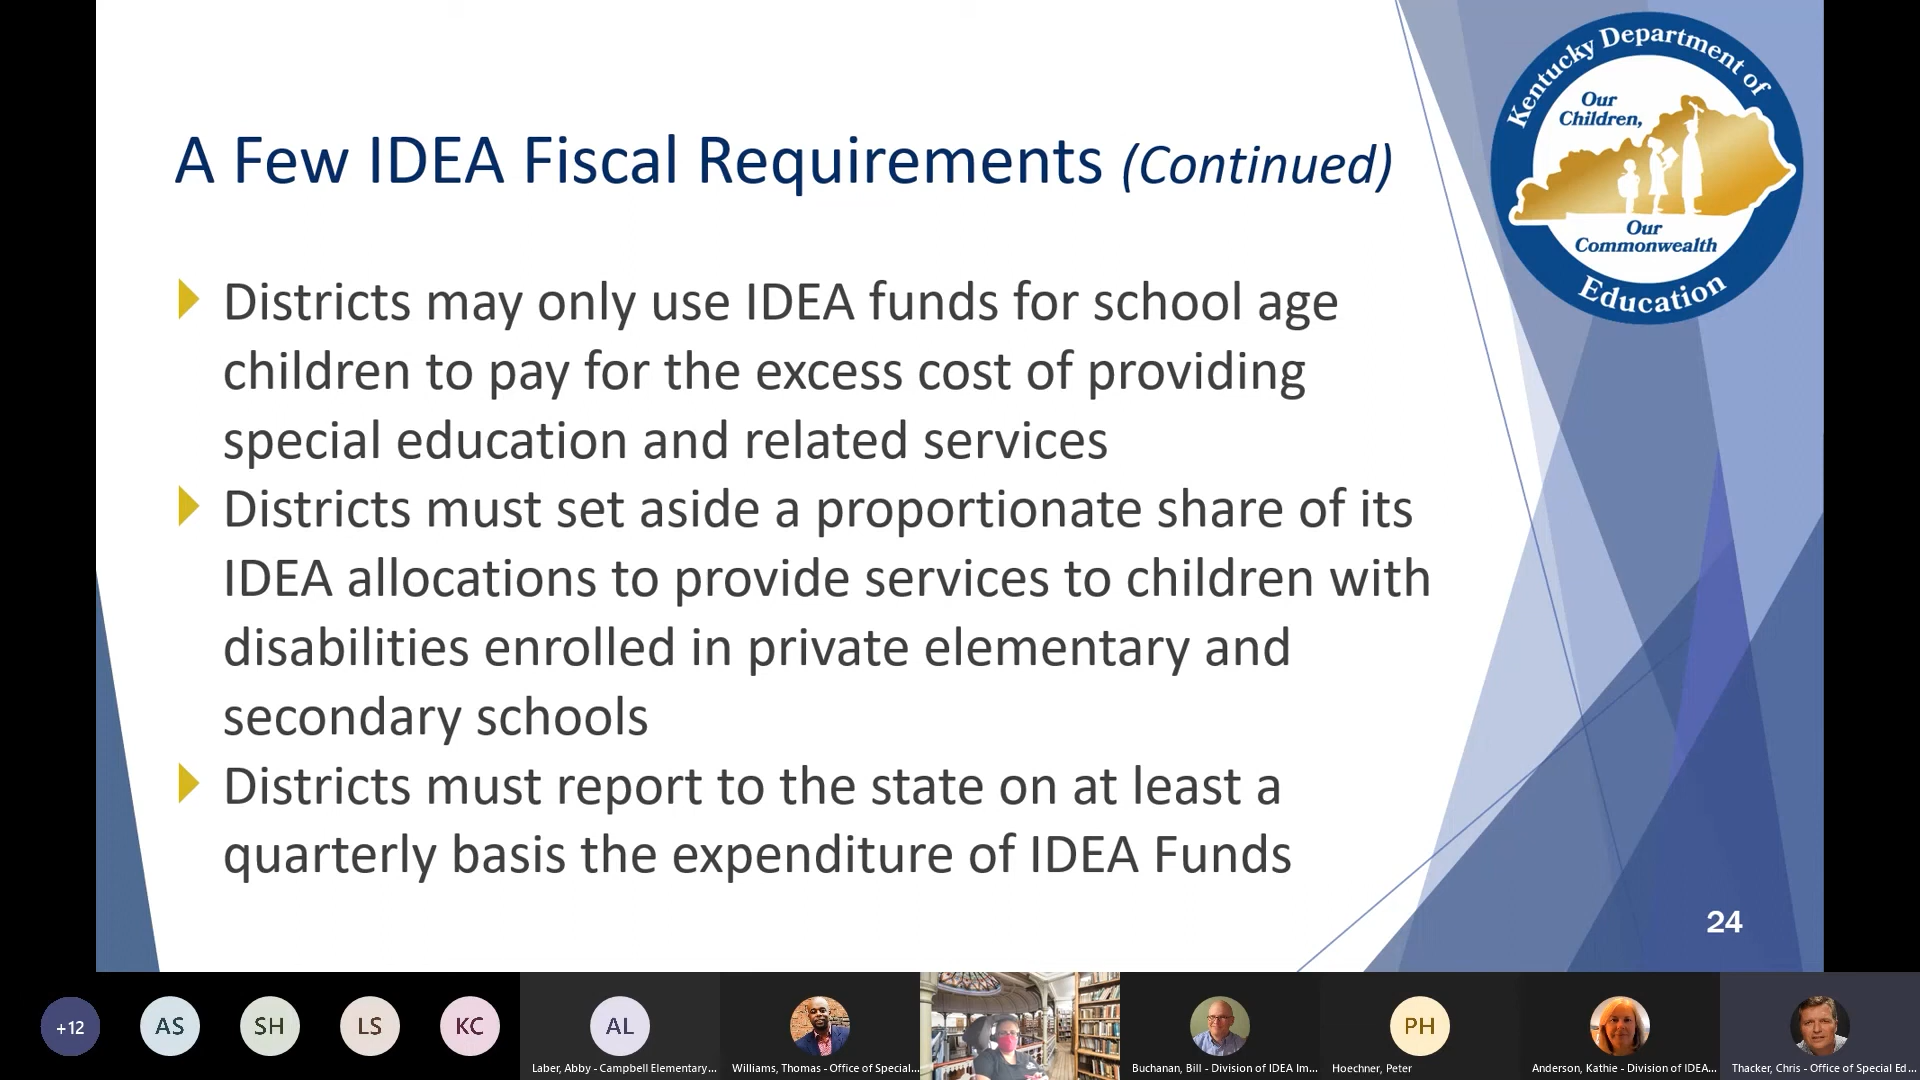 Kentucky Department of
Education
Our
Children,
Our
Commonwealth
A Few IDEA Fiscal Requirements (Continued)
Districts may only use IDEA funds for school age
children to pay for the excess cost of providing
special education and related services
Districts must set aside a proportionate share of its
IDEA allocations to provide services to children with
disabilities enrolled in private elementary and
secondary schools
Districts must report to the state on at least a
quarterly basis the expenditure of IDEA Funds
24
+12
AS
SH
LS
KC
AL
PH
Laber, Abby - Campbell Elementary...
Williams, Thomas - Office of Special...
Buchanan, Bill - Division of IDEA Im...
Hoechner, Peter
Anderson, Kathie - Division of IDEA...
Thacker, Chris - Office of Special Ed ...